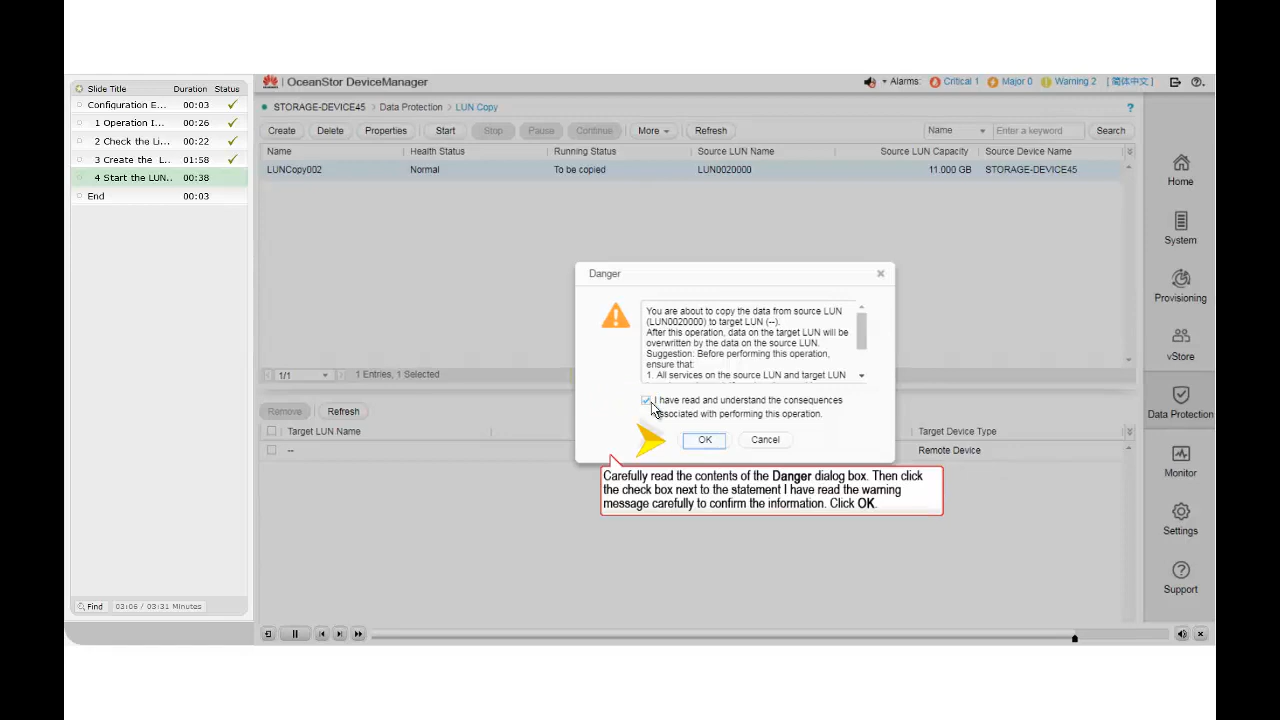 Slide Title Duration Status
Configuration E... 00:03
1 Operation I... 00:26
2 Check the Li... 00:22
3 Create the L... 01:58
4 Start the LUN.. 00:38
End 00:03
Find 03:06 / 03:31 Minutes
OceanStor DeviceManager
Alarms: Critical 1 Major 0 Warning 2 [简体中文]
STORAGE-DEVICE45 > Data Protection > LUN Copy
?
Create Delete Properties Start Stop Pause Continue More Refresh Name Enter a keyword Search
Name Health Status Running Status Source LUN Name Source LUN Capacity Source Device Name
LUNCopy002 Normal To be copied LUN0020000 11.000 GB STORAGE-DEVICE45
1/1 1 Entries, 1 Selected
Remove Refresh
Target LUN Name Target Device Type
-- Remote Device
Danger
You are about to copy the data from source LUN
(LUN0020000) to target LUN (--).
After this operation, data on the target LUN will be
overwritten by the data on the source LUN.
Suggestion: Before performing this operation,
ensure that:
1. All services on the source LUN and target LUN
I have read and understand the consequences
associated with performing this operation.
OK Cancel
Carefully read the contents of the Danger dialog box. Then click
the check box next to the statement I have read the warning
message carefully to confirm the information. Click OK.
Home
System
Provisioning
vStore
Data Protection
Monitor
Settings
Support